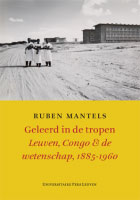 RUBEN MANTELS
Geleerd in de tropen
Leuven, Congo & de
wetenschap, 1885-1960
UNIVERSITAIRE PERS LEUVEN